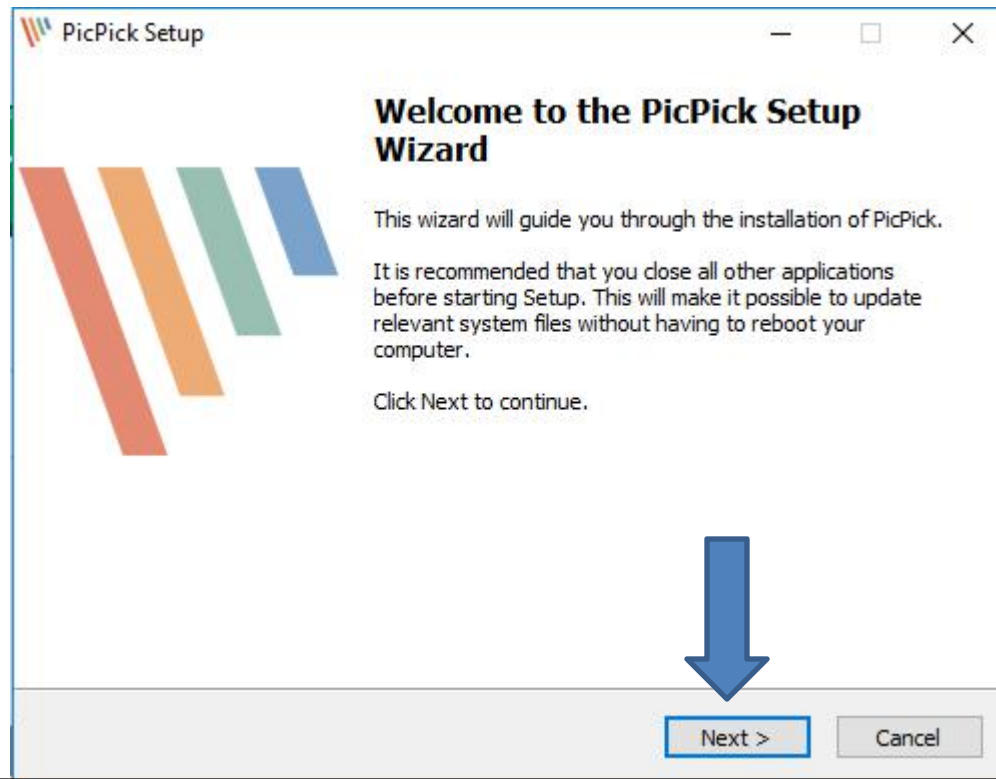 PicPick Setup
Welcome to the PicPick Setup
Wizard
This wizard will guide you through the installation of PicPick.
It is recommended that you close all other applications
before starting Setup. This will make it possible to update
relevant system files without having to reboot your
computer.
Click Next to continue.
Next >
Cancel